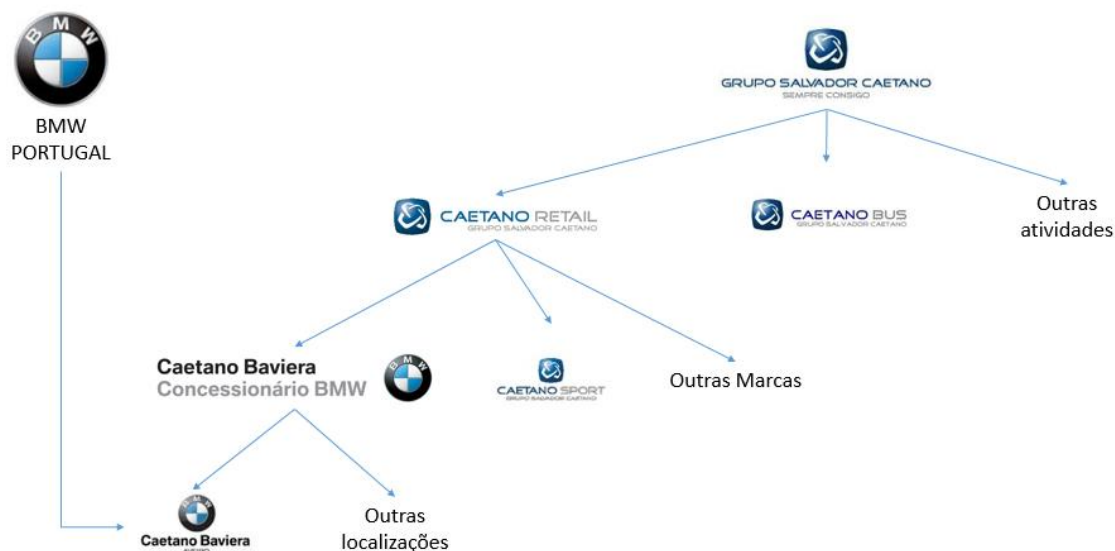 BMW
BMW
PORTUGAL
GRUPO SALVADOR CAETANO
SEMPRE CONSIGO
CAETANO RETAIL
GRUPO SALVADOR CAETANO
CAETANO BUS
GRUPO SALVADOR CAETANO
Outras
atividades
Caetano Baviera
Concessionário BMW
BMW
CAETANO SPORT
GRUPO SALVADOR CAETANO
Outras Marcas
BMW
Caetano Baviera
Outras
localizações